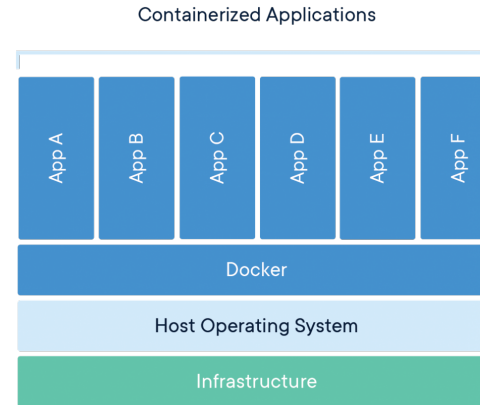 Containerized Applications
App A
App B
App C
App D
App E
App F
Docker
Host Operating System
Infrastructure